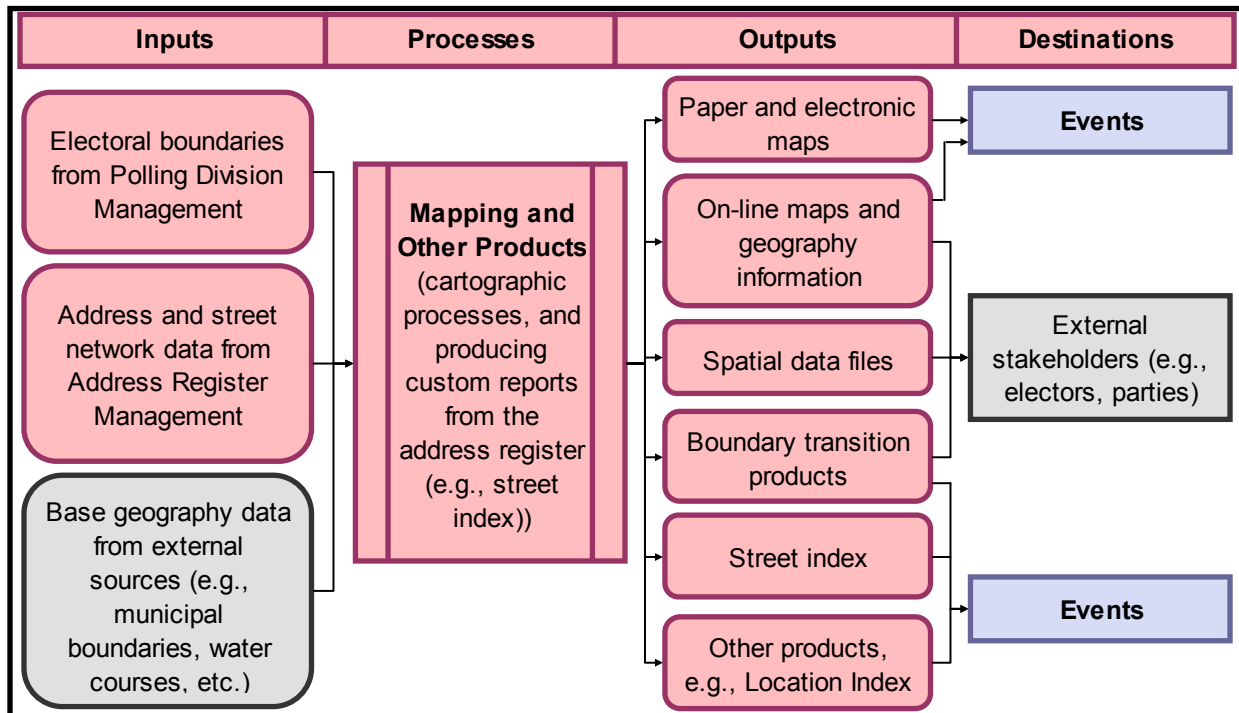 Inputs
Processes
Outputs
Destinations
Electoral boundaries
from Polling Division
Management
Address and street
network data from
Address Register
Management
Base geography data
from external
sources (e.g.,
municipal
boundaries, water
courses, etc.)
Mapping and
Other Products
(cartographic
processes, and
producing
custom reports
from the
address register
(e.g., street
index))
Paper and electronic
maps
On-line maps and
geography
information
Spatial data files
Boundary transition
products
Street index
Other products,
e.g., Location Index
Events
External
stakeholders (e.g.,
electors, parties)
Events